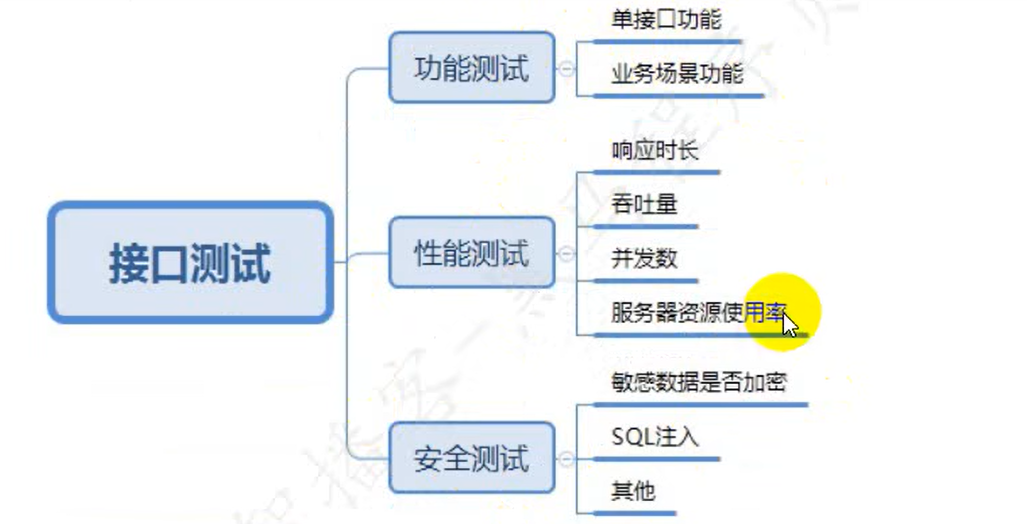 接口测试
功能测试
单接口功能
业务场景功能
性能测试
响应时长
吞吐量
并发数
服务器资源使用率
安全测试
敏感数据是否加密
SQL注入
其他